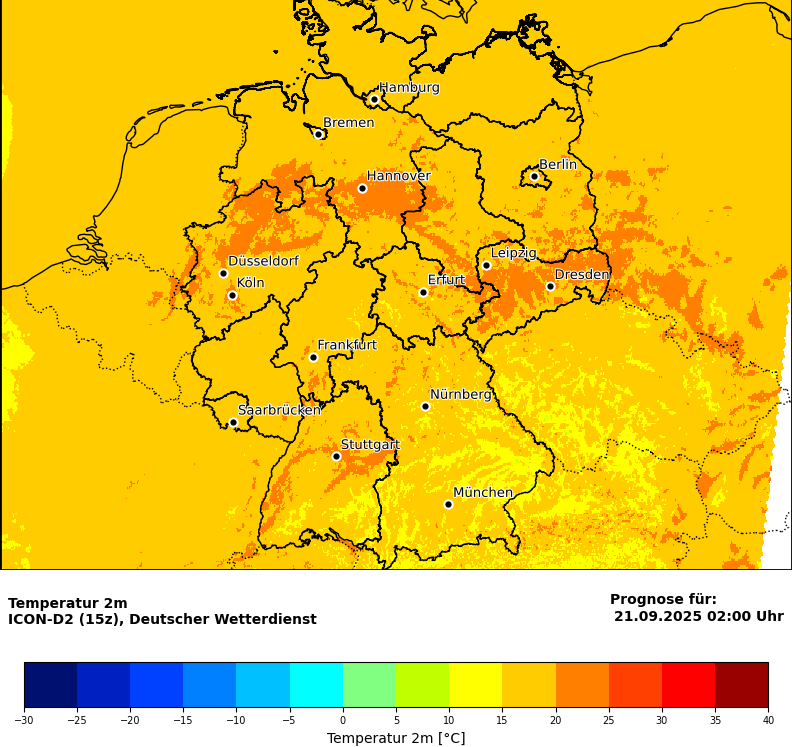 Hamburg
Bremen
Berlin
Hannover
Düsseldorf
Leipzig
Köln
Erfurt
Dresden
Frankfurt
Nürnberg
Saarbrücken
Stuttgart
München
Temperatur 2m
ICON-D2 (15z), Deutscher Wetterdienst
Prognose für:
21.09.2025 02:00 Uhr
−30 −25 −20 −15 −10 −5 0 5 10 15 20 25 30 35 40
Temperatur 2m [°C]